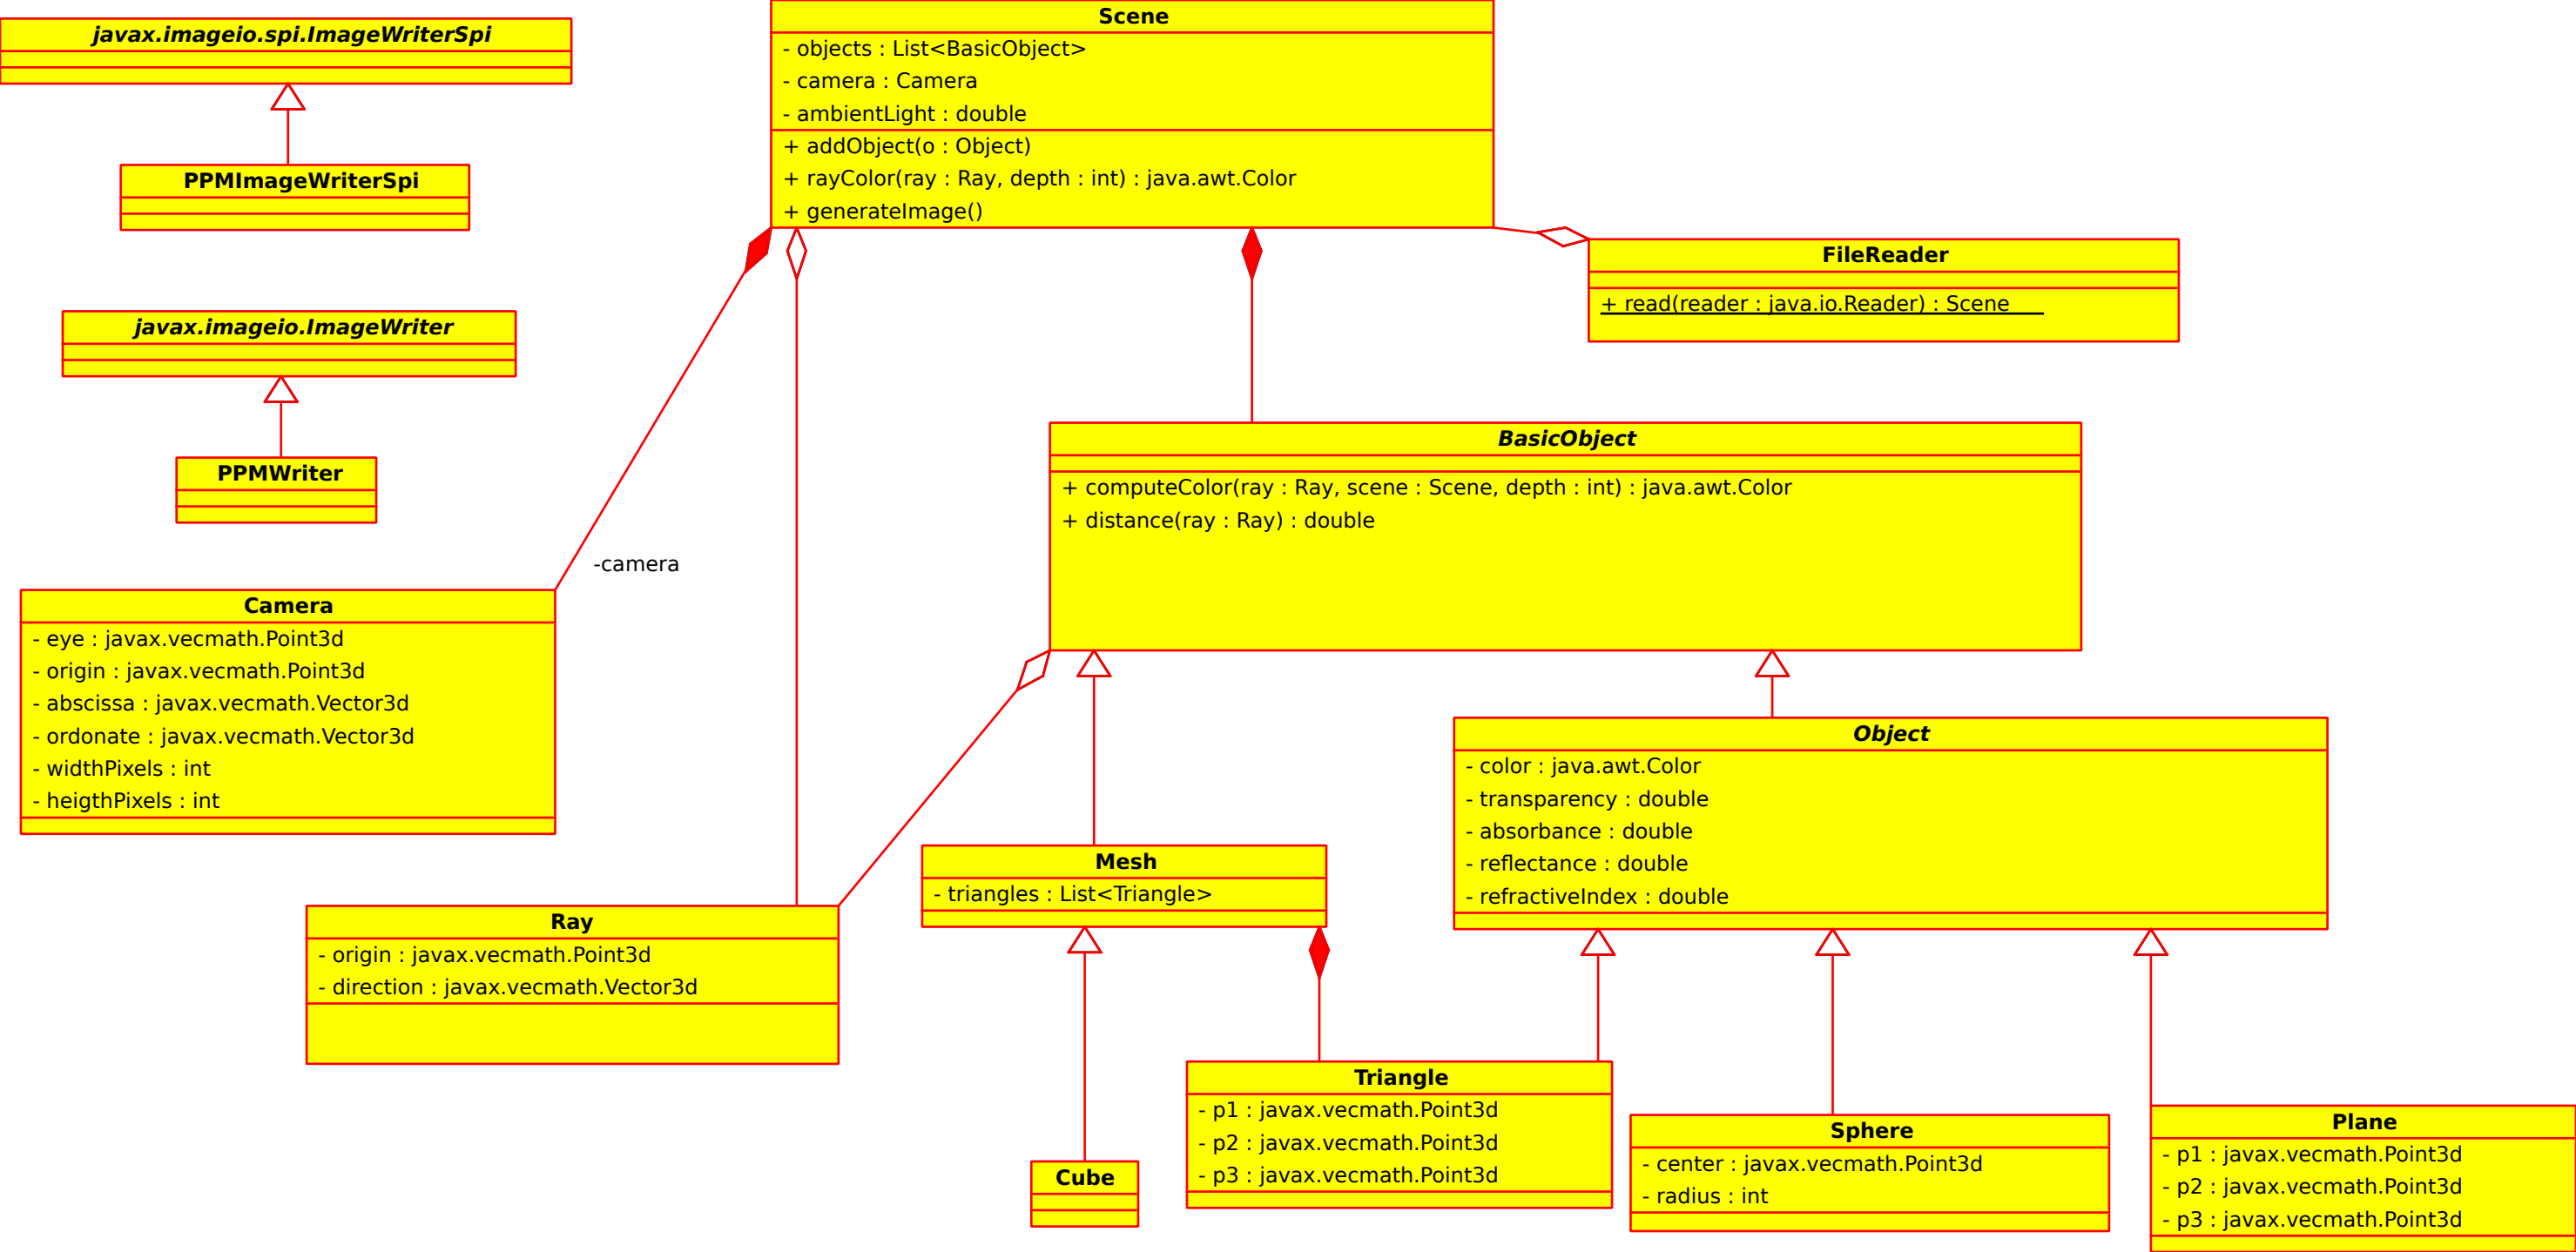 javax.imageio.spi.ImageWriterSpi
PPMImageWriterSpi
javax.imageio.ImageWriter
PPMWriter
Scene
- objects : List<BasicObject>
- camera : Camera
- ambientLight : double
+ addObject(o : Object)
+ rayColor(ray : Ray, depth : int) : java.awt.Color
+ generateImage()
FileReader
+ read(reader : java.io.Reader) : Scene
BasicObject
+ computeColor(ray : Ray, scene : Scene, depth : int) : java.awt.Color
+ distance(ray : Ray) : double
-camera
Camera
- eye : javax.vecmath.Point3d
- origin : javax.vecmath.Point3d
- abscissa : javax.vecmath.Vector3d
- ordonate : javax.vecmath.Vector3d
- widthPixels : int
- heigthPixels : int
Object
- color : java.awt.Color
- transparency : double
- absorbance : double
- reflectance : double
- refractiveIndex : double
Mesh
- triangles : List<Triangle>
Ray
- origin : javax.vecmath.Point3d
- direction : javax.vecmath.Vector3d
Cube
Triangle
- p1 : javax.vecmath.Point3d
- p2 : javax.vecmath.Point3d
- p3 : javax.vecmath.Point3d
Sphere
- center : javax.vecmath.Point3d
- radius : int
Plane
- p1 : javax.vecmath.Point3d
- p2 : javax.vecmath.Point3d
- p3 : javax.vecmath.Point3d